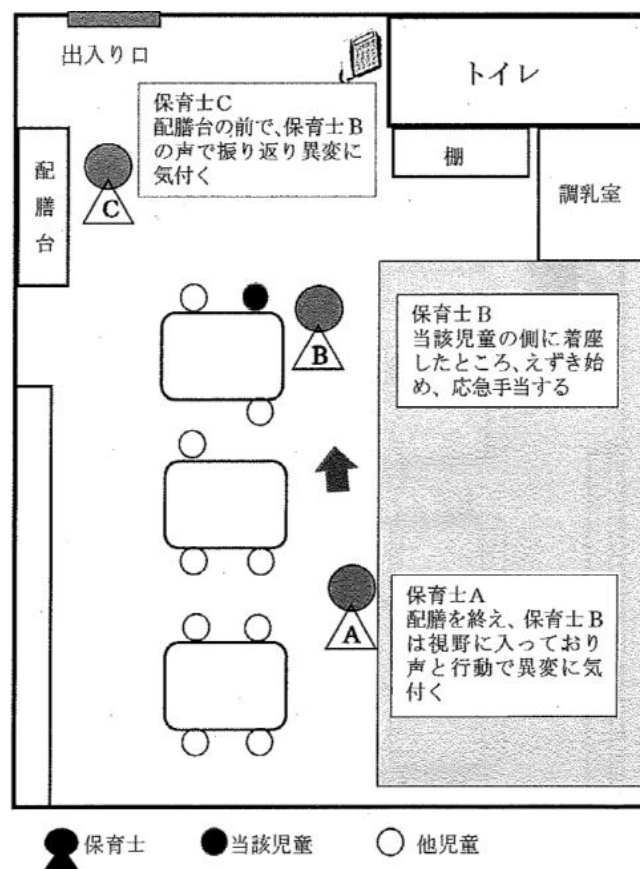 出入り口
トイレ
保育士C
配膳台の前で、保育士B
の声で振り返り異変に
気付く
棚
調乳室
配膳台
C
保育士B
当該児童の側に着座
したところ、えずき始
め、応急手当する
B
保育士A
配膳を終え、保育士B
は視野に入っており
声と行動で異変に気
付く
A
保育士
当該児童
他児童